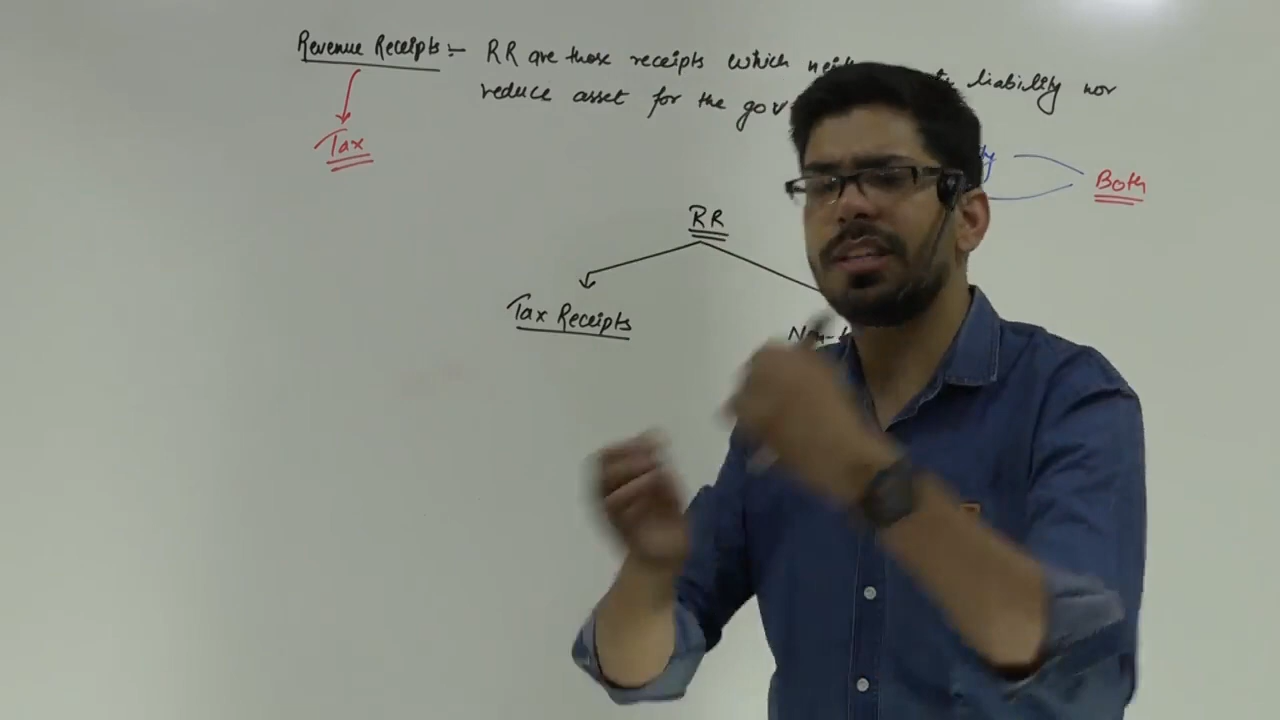 Revenue Receipts :- RR are those receipts which liability nor
reduce asset for the gov
Tax
Both
RR
Tax Receipts
Non-